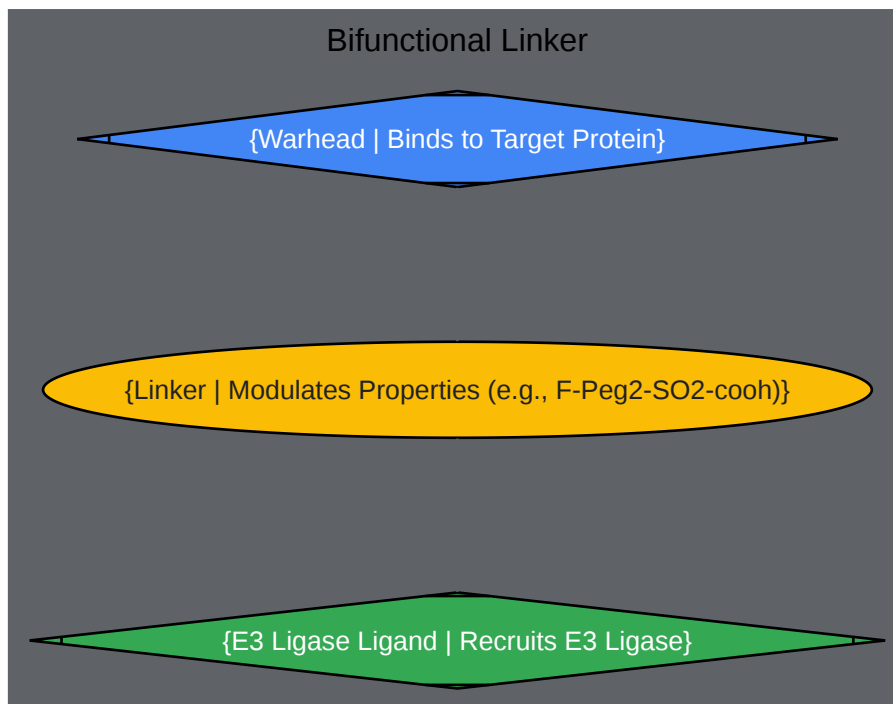 Bifunctional Linker
{Warhead | Binds to Target Protein}
{Linker | Modulates Properties (e.g., F-Peg2-SO2-cooh)}
{E3 Ligase Ligand | Recruits E3 Ligase}